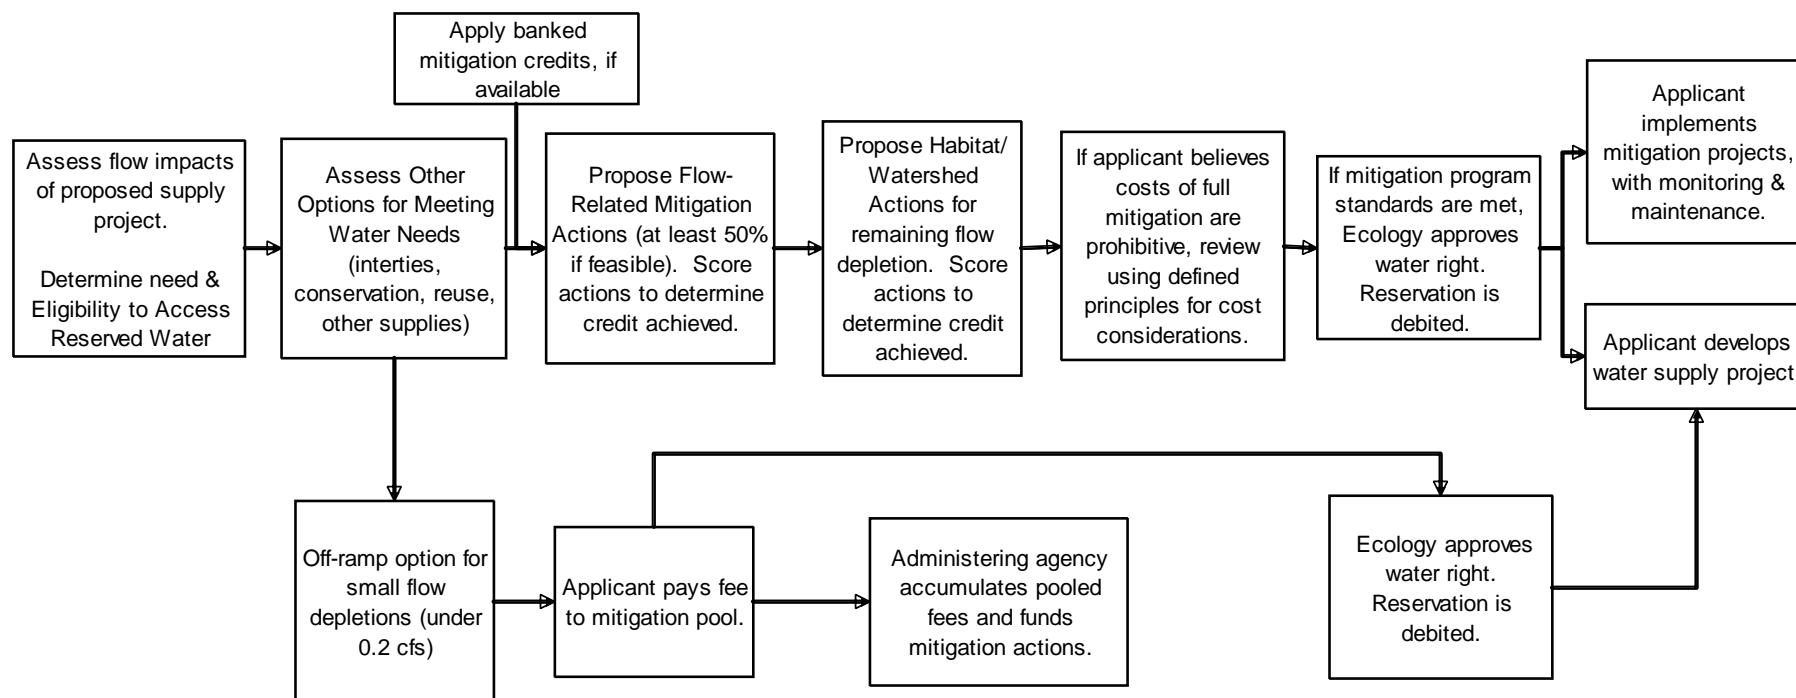 Apply banked
mitigation credits, if
available
Assess flow impacts
of proposed supply
project.
Determine need &
Eligibility to Access
Reserved Water
Assess Other
Options for Meeting
Water Needs
(interties,
conservation, reuse,
other supplies)
Propose Flow-
Related Mitigation
Actions (at least 50%
if feasible).  Score
actions to determine
credit achieved.
Propose Habitat/
Watershed
Actions for
remaining flow
depletion.  Score
actions to
determine credit
achieved.
If applicant believes
costs of full
mitigation are
prohibitive, review
using defined
principles for cost
considerations.
If mitigation program
standards are met,
Ecology approves
water right.
Reservation is
debited.
Applicant
implements
mitigation projects,
with monitoring &
maintenance.
Applicant develops
water supply project
Off-ramp option for
small flow
depletions (under
0.2 cfs)
Applicant pays fee
to mitigation pool.
Administering agency
accumulates pooled
fees and funds
mitigation actions.
Ecology approves
water right.
Reservation is
debited.